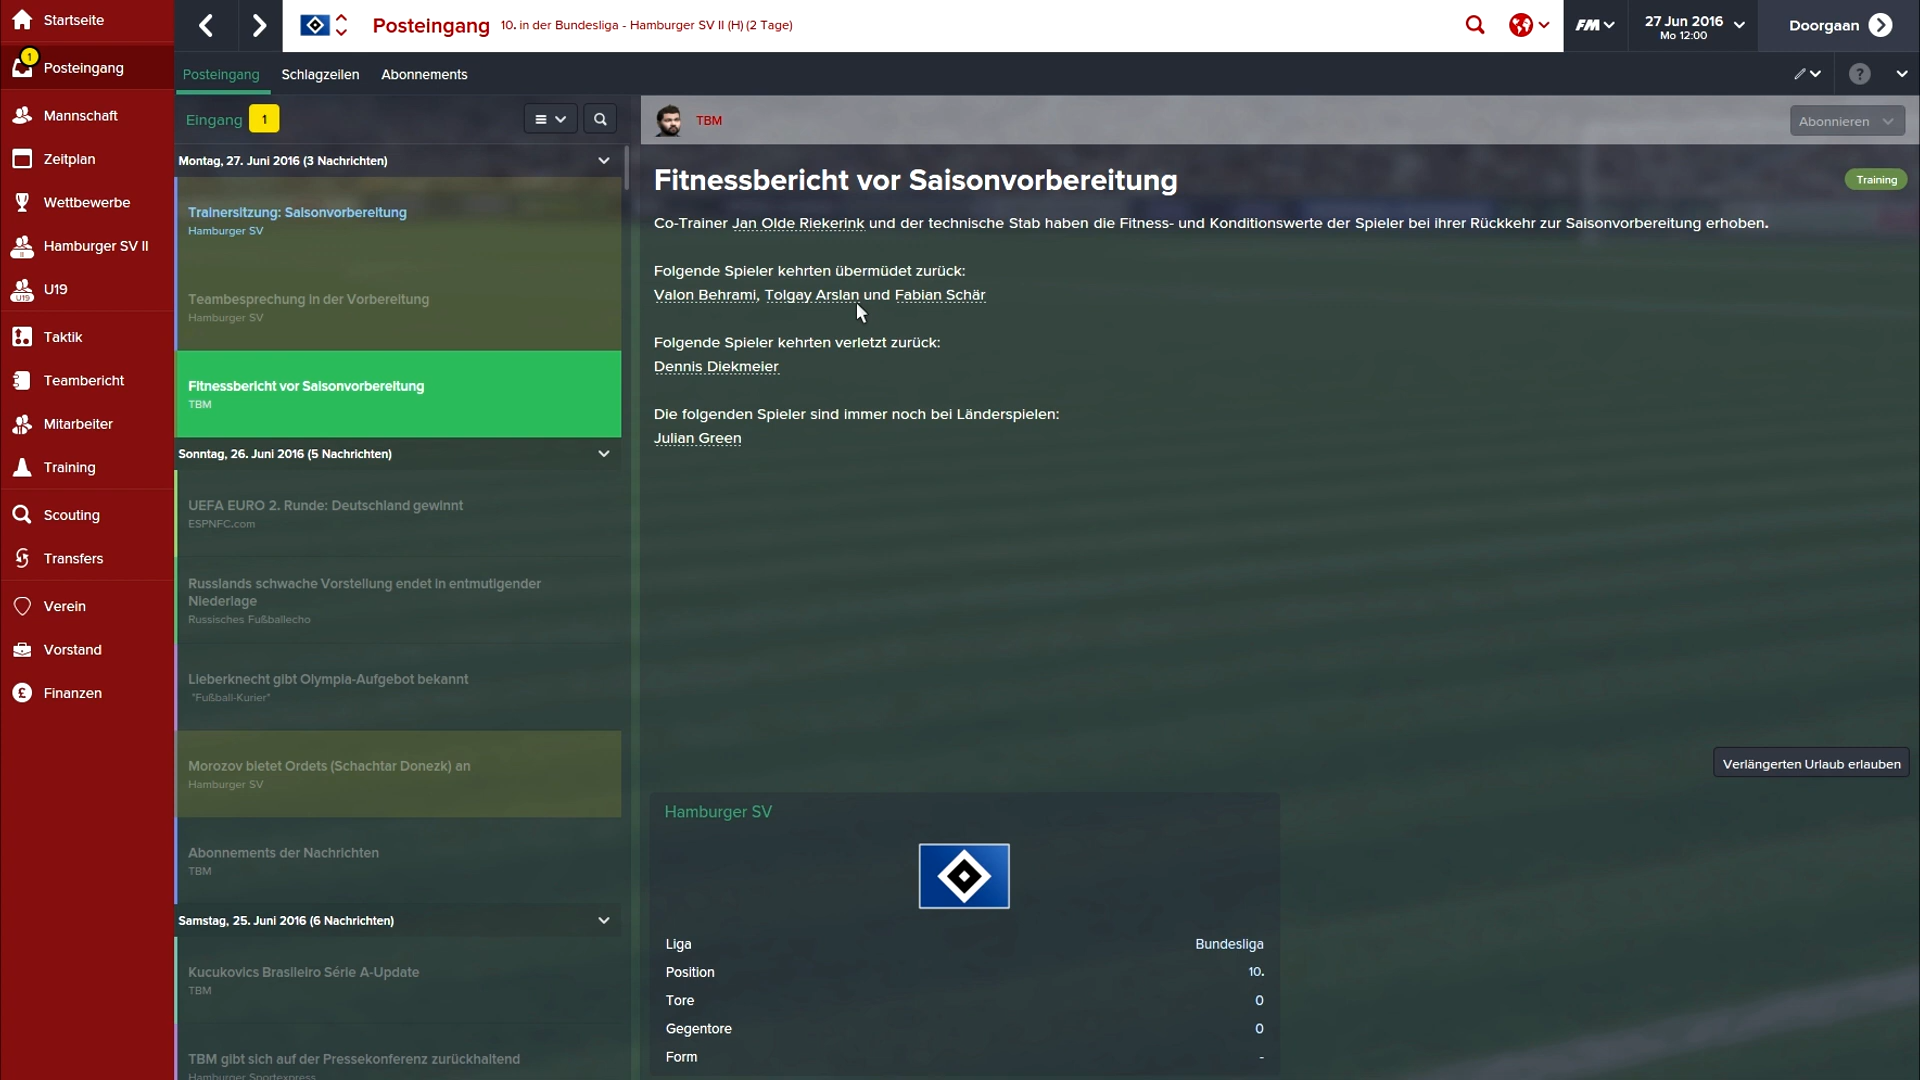 Startseite
Posteingang
1
Mannschaft
Zeitplan
Wettbewerbe
Hamburger SV II
U19
Taktik
Teambericht
Mitarbeiter
Training
Scouting
Transfers
Verein
Vorstand
Finanzen
Posteingang 10. in der Bundesliga - Hamburger SV II (H) (2 Tage)
FM
27 Jun 2016
Mo 12:00
Doorgaan
Posteingang Schlagzeilen Abonnements
Eingang 1
Montag, 27. Juni 2016 (3 Nachrichten)
Trainersitzung: Saisonvorbereitung
Hamburger SV
Teambesprechung in der Vorbereitung
Hamburger SV
Fitnessbericht vor Saisonvorbereitung
TBM
Sonntag, 26. Juni 2016 (5 Nachrichten)
UEFA EURO 2. Runde: Deutschland gewinnt
ESPNFC.com
Russlands schwache Vorstellung endet in entmutigender
Niederlage
Russisches Fußballecho
Lieberknecht gibt Olympia-Aufgebot bekannt
"Fußball-Kurier"
Morozov bietet Ordets (Schachtar Donezk) an
Hamburger SV
Abonnements der Nachrichten
TBM
Samstag, 25. Juni 2016 (6 Nachrichten)
Kucukovics Brasileiro Série A-Update
TBM
TBM gibt sich auf der Pressekonferenz zurückhaltend
Hamburger Sportexpress
TBM
Abonnieren
Fitnessbericht vor Saisonvorbereitung
Training
Co-Trainer Jan Olde Riekerink und der technische Stab haben die Fitness- und Konditionswerte der Spieler bei ihrer Rückkehr zur Saisonvorbereitung erhoben.
Folgende Spieler kehrten übermüdet zurück:
Valon Behrami, Tolgay Arslan und Fabian Schär
Folgende Spieler kehrten verletzt zurück:
Dennis Diekmeier
Die folgenden Spieler sind immer noch bei Länderspielen:
Julian Green
Verlängerten Urlaub erlauben
Hamburger SV
Liga Bundesliga
Position 10.
Tore 0
Gegentore 0
Form -